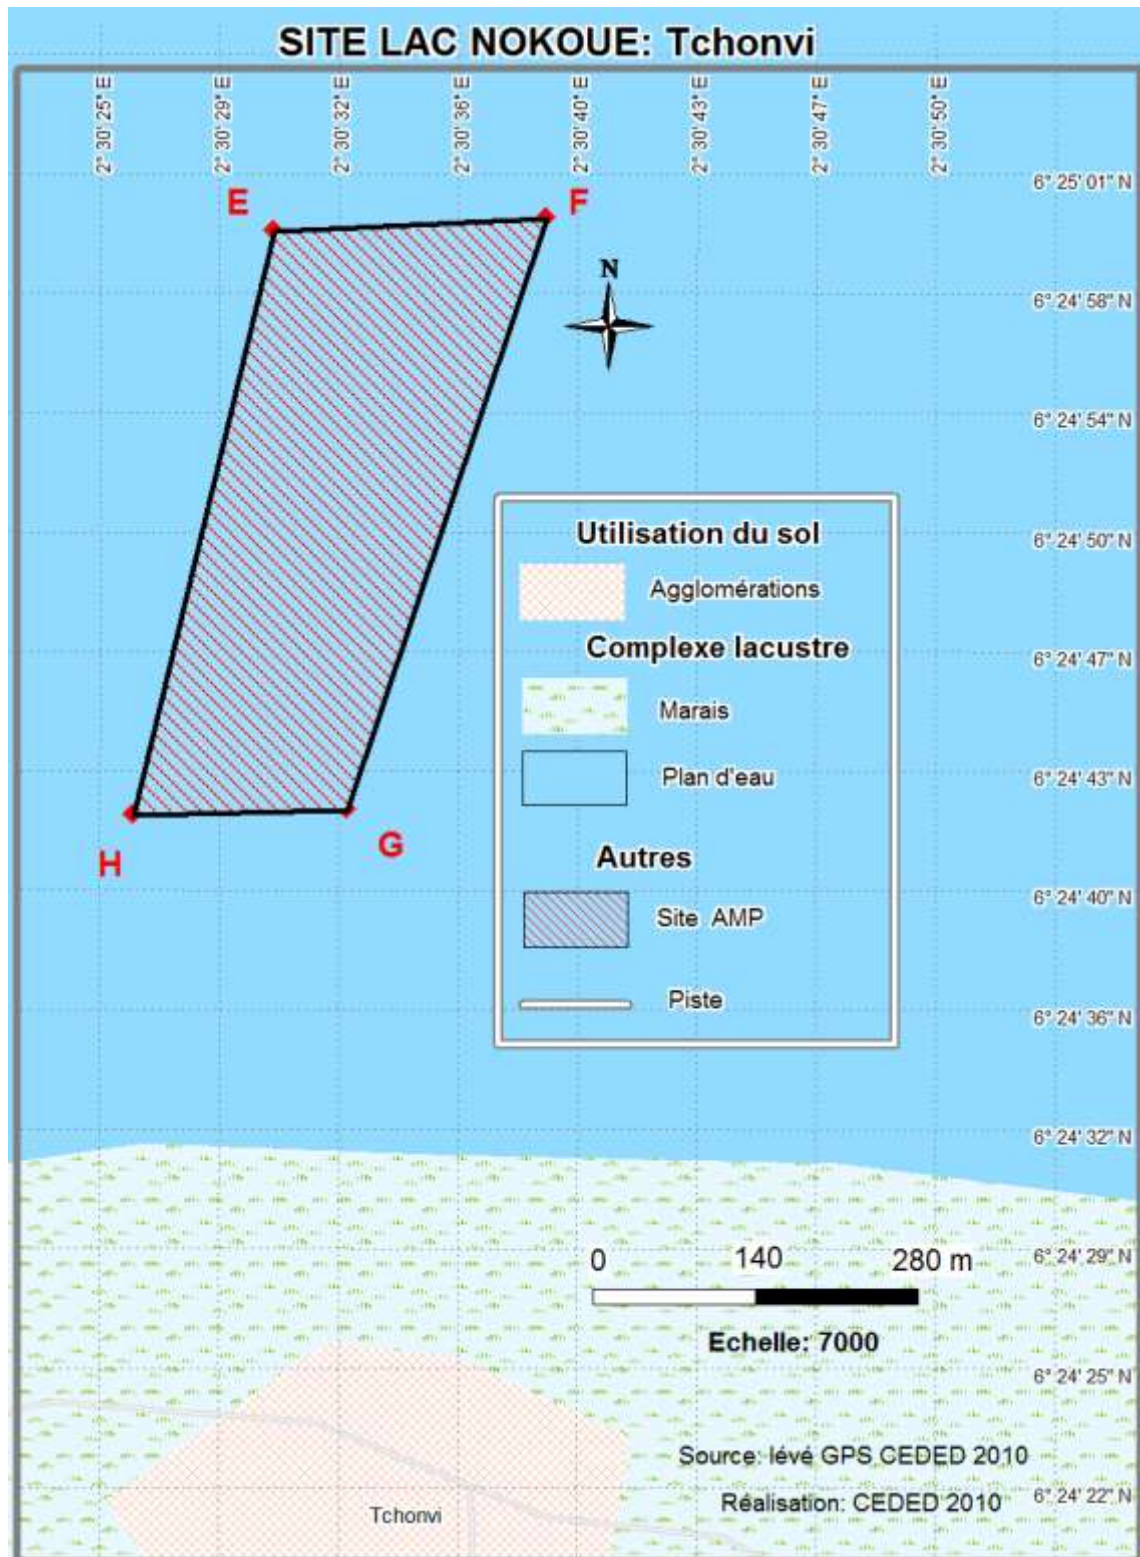 SITE LAC NOKOUE: Tchonvi
2° 30' 25" E
2° 30' 29" E
2° 30' 32" E
2° 30' 36" E
2° 30' 40" E
2° 30' 43" E
2° 30' 47" E
2° 30' 50" E
6° 25' 01" N
E
F
N
6° 24' 58" N
6° 24' 54" N
6° 24' 50" N
6° 24' 47" N
6° 24' 43" N
6° 24' 40" N
6° 24' 36" N
6° 24' 32" N
6° 24' 29" N
6° 24' 25" N
6° 24' 22" N
H
G
Utilisation du sol
Agglomérations
Complexe lacustre
Marais
Plan d'eau
Autres
Site AMP
Piste
0 140 280 m
Echelle: 7000
Source: lévé GPS CEDED 2010
Réalisation: CEDED 2010
Tchonvi